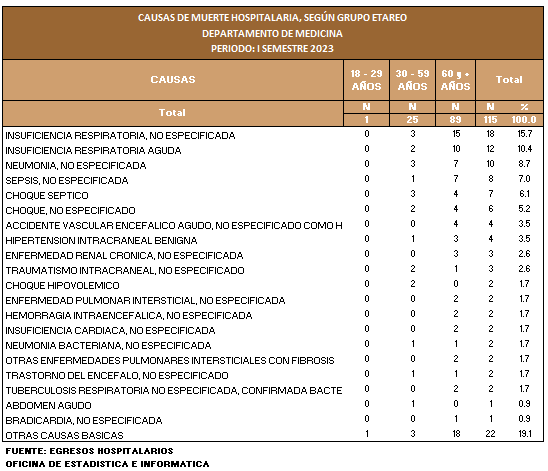 CAUSAS DE MUERTE HOSPITALARIA, SEGÚN GRUPO ETAREO
DEPARTAMENTO DE MEDICINA
PERIODO: I SEMESTRE 2023
CAUSAS 18 - 29 AÑOS 30 - 59 AÑOS 60 y + AÑOS Total
N N N N %
Total 1 25 89 115 100.0
INSUFICIENCIA RESPIRATORIA, NO ESPECIFICADA 0 3 15 18 15.7
INSUFICIENCIA RESPIRATORIA AGUDA 0 2 10 12 10.4
NEUMONIA, NO ESPECIFICADA 0 3 7 10 8.7
SEPSIS, NO ESPECIFICADA 0 1 7 8 7.0
CHOQUE SEPTICO 0 3 4 7 6.1
CHOQUE, NO ESPECIFICADO 0 2 4 6 5.2
ACCIDENTE VASCULAR ENCEFALICO AGUDO, NO ESPECIFICADO COMO H 0 0 4 4 3.5
HIPERTENSION INTRACRANEAL BENIGNA 0 1 3 4 3.5
ENFERMEDAD RENAL CRONICA, NO ESPECIFICADA 0 0 3 3 2.6
TRAUMATISMO INTRACRANEAL, NO ESPECIFICADO 0 2 1 3 2.6
CHOQUE HIPOVOLEMICO 0 2 0 2 1.7
ENFERMEDAD PULMONAR INTERSTICIAL, NO ESPECIFICADA 0 0 2 2 1.7
HEMORRAGIA INTRAENCEFALICA, NO ESPECIFICADA 0 0 2 2 1.7
INSUFICIENCIA CARDIACA, NO ESPECIFICADA 0 0 2 2 1.7
NEUMONIA BACTERIANA, NO ESPECIFICADA 0 1 1 2 1.7
OTRAS ENFERMEDADES PULMONARES INTERSTICIALES CON FIBROSIS 0 0 2 2 1.7
TRASTORNO DEL ENCEFALO, NO ESPECIFICADO 0 1 1 2 1.7
TUBERCULOSIS RESPIRATORIA NO ESPECIFICADA, CONFIRMADA BACTE 0 0 2 2 1.7
ABDOMEN AGUDO 0 1 0 1 0.9
BRADICARDIA, NO ESPECIFICADA 0 0 1 1 0.9
OTRAS CAUSAS BASICAS 1 3 18 22 19.1
FUENTE: EGRESOS HOSPITALARIOS
OFICINA DE ESTADISTICA E INFORMATICA